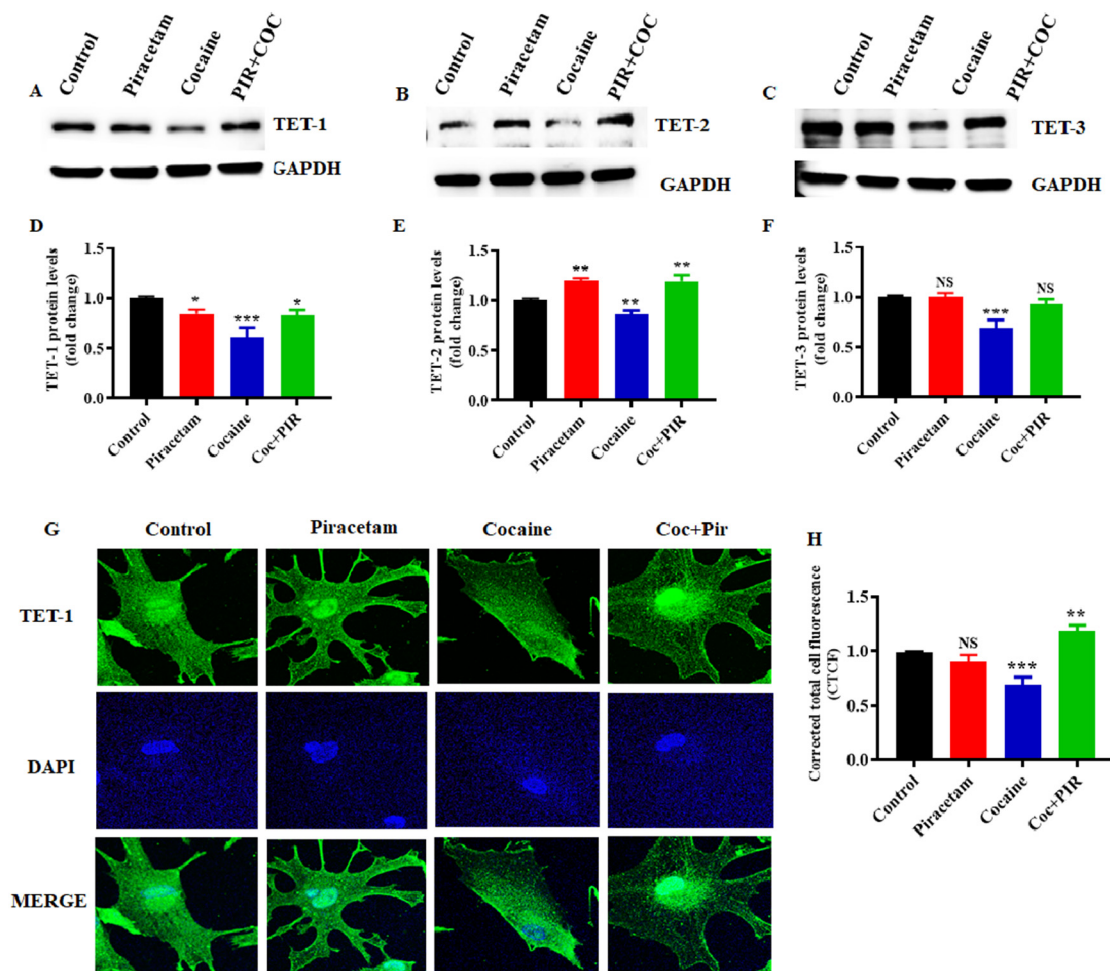 Control
Piracetam
Cocaine
PIR+COC
A
TET-1
GAPDH
Control
Piracetam
Cocaine
PIR+COC
B
TET-2
GAPDH
Control
Piracetam
Cocaine
PIR+COC
C
TET-3
GAPDH
D
TET-1 protein levels
(fold change)
1.5
1.0
0.5
0.0
*
***
*
Control
Piracetam
Cocaine
Coc+PIR
E
TET-2 protein levels
(fold change)
1.5
1.0
0.5
0.0
**
**
**
Control
Piracetam
Cocaine
Coc+PIR
F
TET-3 protein levels
(fold change)
1.5
1.0
0.5
0.0
NS
***
NS
Control
Piracetam
Cocaine
Coc+PIR
G
Control
Piracetam
Cocaine
Coc+Pir
TET-1
DAPI
MERGE
H
Corrected total cell fluorescence
(CTCF)
1.5
1.0
0.5
0.0
NS
***
**
Control
Piracetam
Cocaine
Coc+PIR